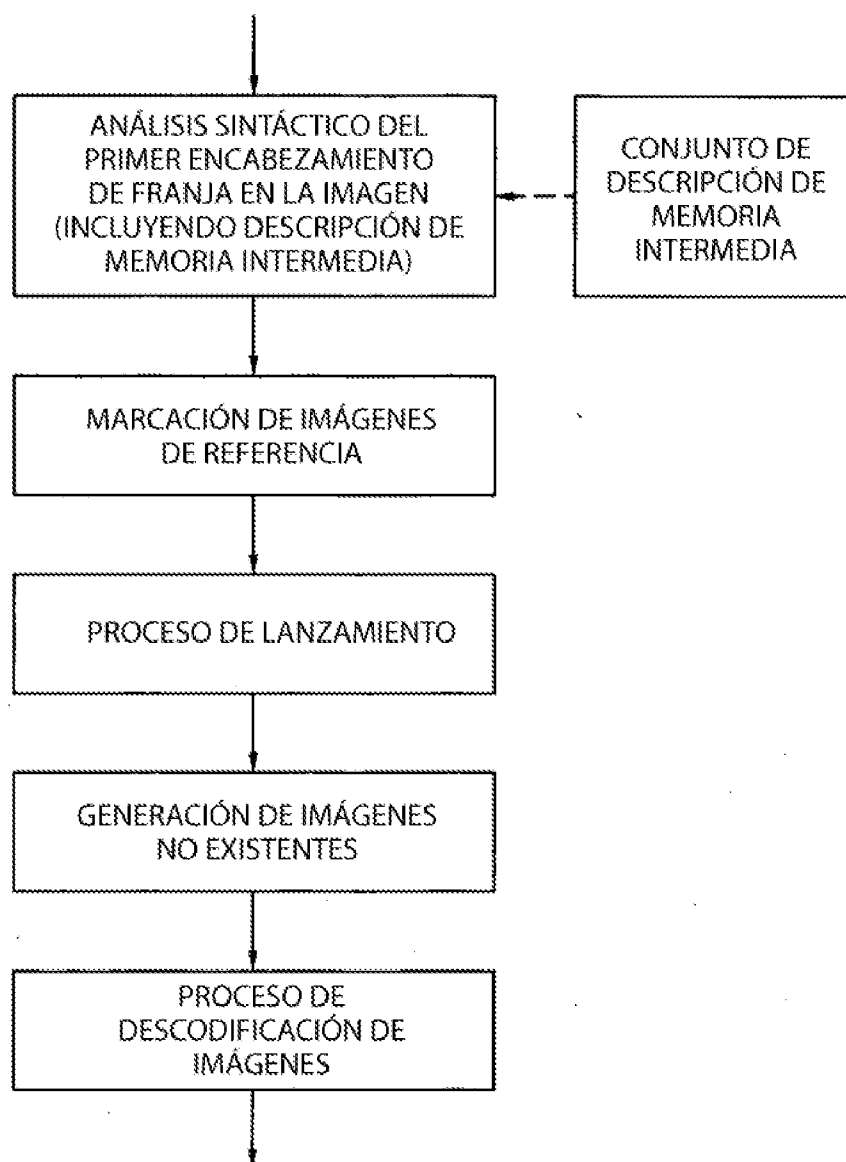 ANÁLISIS SINTÁCTICO DEL
PRIMER ENCABEZAMIENTO
DE FRANJA EN LA IMAGEN
(INCLUYENDO DESCRIPCIÓN DE
MEMORIA INTERMEDIA)
CONJUNTO DE
DESCRIPCIÓN DE
MEMORIA
INTERMEDIA
MARCACIÓN DE IMÁGENES
DE REFERENCIA
PROCESO DE LANZAMIENTO
GENERACIÓN DE IMÁGENES
NO EXISTENTES
PROCESO DE
DESCODIFICACIÓN DE
IMÁGENES